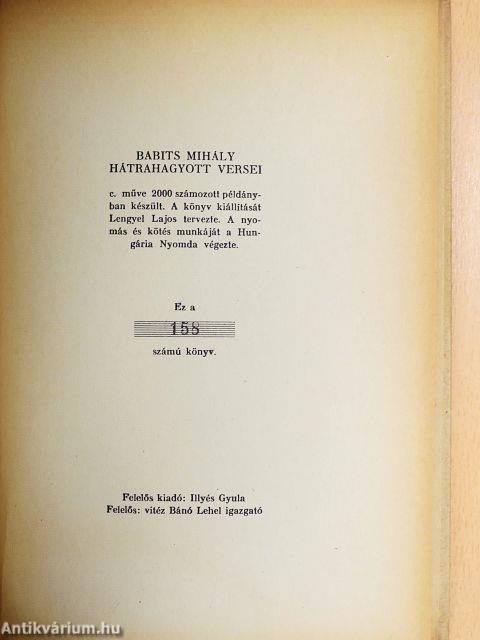 BABITS MIHÁLY
HÁTRAHAGYOTT VERSEI
c. műve 2000 számozott példány-
ban készült. A könyv kiállítását
Lengyel Lajos tervezte. A nyo-
más és kötés munkáját a Hun-
gária Nyomda végezte.
Ez a
158
számú könyv.
Felelős kiadó: Illyés Gyula
Felelős: vitéz Bánó Lehel igazgató
Antikvárium.hu